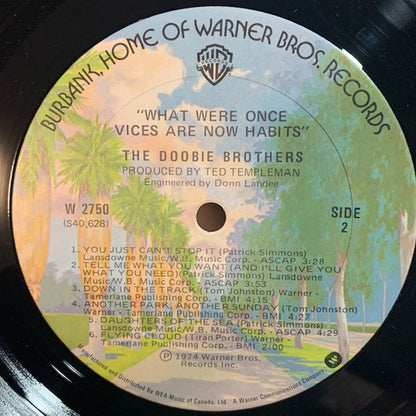 BURBANK, HOME OF WARNER BROS. RECORDS
"WHAT WERE ONCE
VICES ARE NOW HABITS"
THE DOOBIE BROTHERS
PRODUCED BY TED TEMPLEMAN
Engineered by Donn Landee
W 2750
(S40,628)
SIDE
2
1. YOU JUST CAN'T STOP IT (Patrick Simmons)
Lansdowne Music/W.B. Music Corp. - ASCAP 3:28
2. TELL ME WHAT YOU WANT (AND I'LL GIVE YOU
WHAT YOU NEED) (Patrick Simmons) Lansdowne
Music/W.B. Music Corp. - ASCAP 3:53
3. DOWN IN THE TRACK (Tom Johnston) Warner -
Tamerlane Publishing Corp. - BMI 4:15
4. ANOTHER PARK, ANOTHER SUNDAY (Tom Johnston)
Warner - Tamerlane Publishing Corp. - BMI 4:27
5. DAUGHTERS OF THE SEA (Patrick Simmons) Lansdowne
Music/W.B. Music Corp. - ASCAP 4:29
6. FLYING CLOUD (Tiran Porter) Warner -
Tamerlane Publishing Corp. - BMI 2:00
℗ 1974 Warner Bros.
Records Inc.
Manufactured and Distributed By WEA Music of Canada, Ltd. A Warner Communications Company